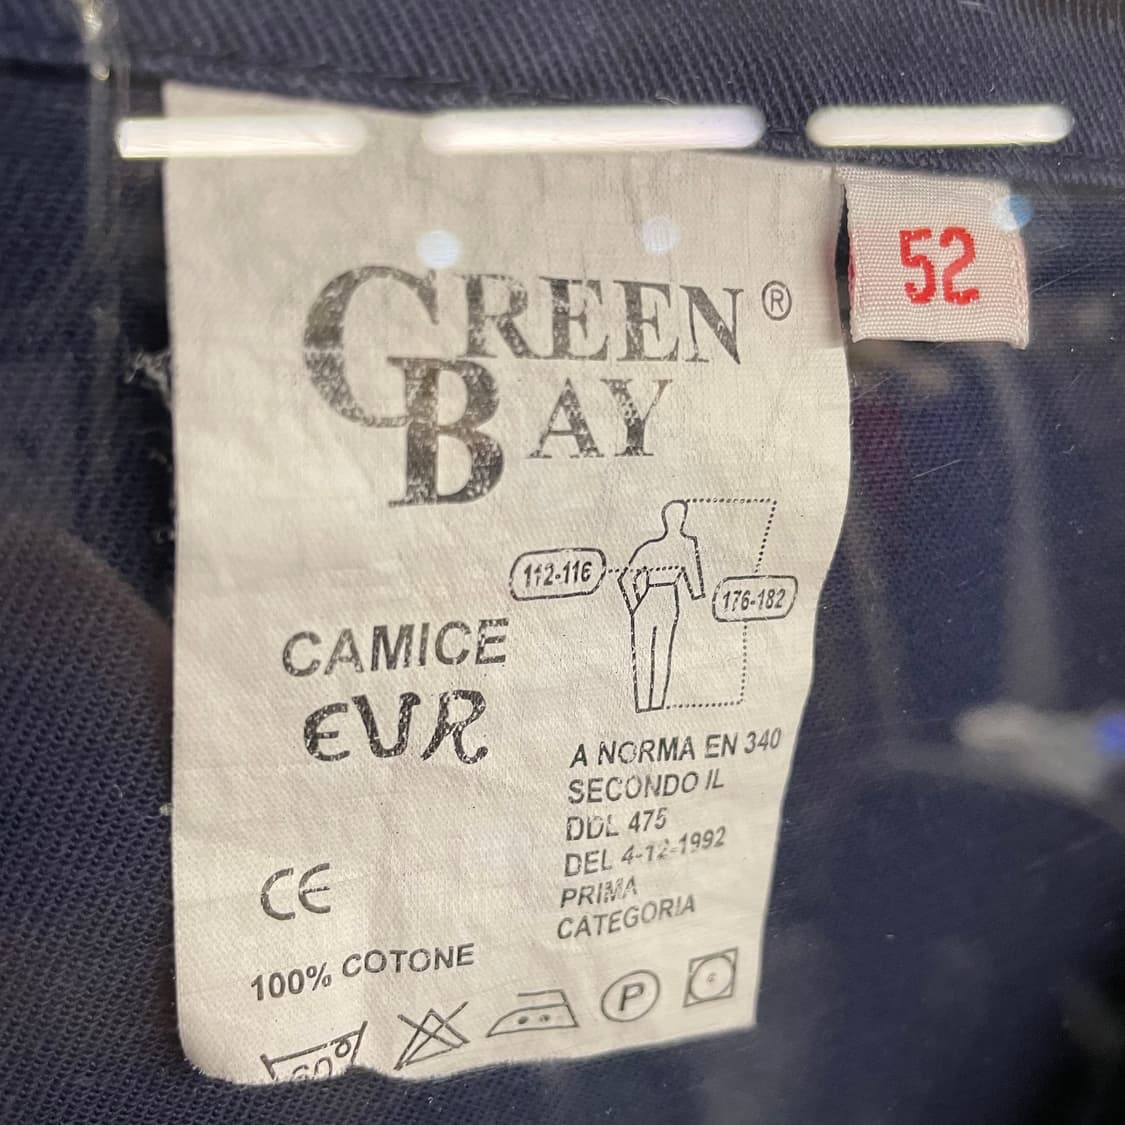 GREEN ®
BAY
52
112-116
176-182
CAMICE
EUR
A NORMA EN 340
SECONDO IL
DDL 475
DEL 4-12-1992
PRIMA
CATEGORIA
CE
100% COTONE
60°
P